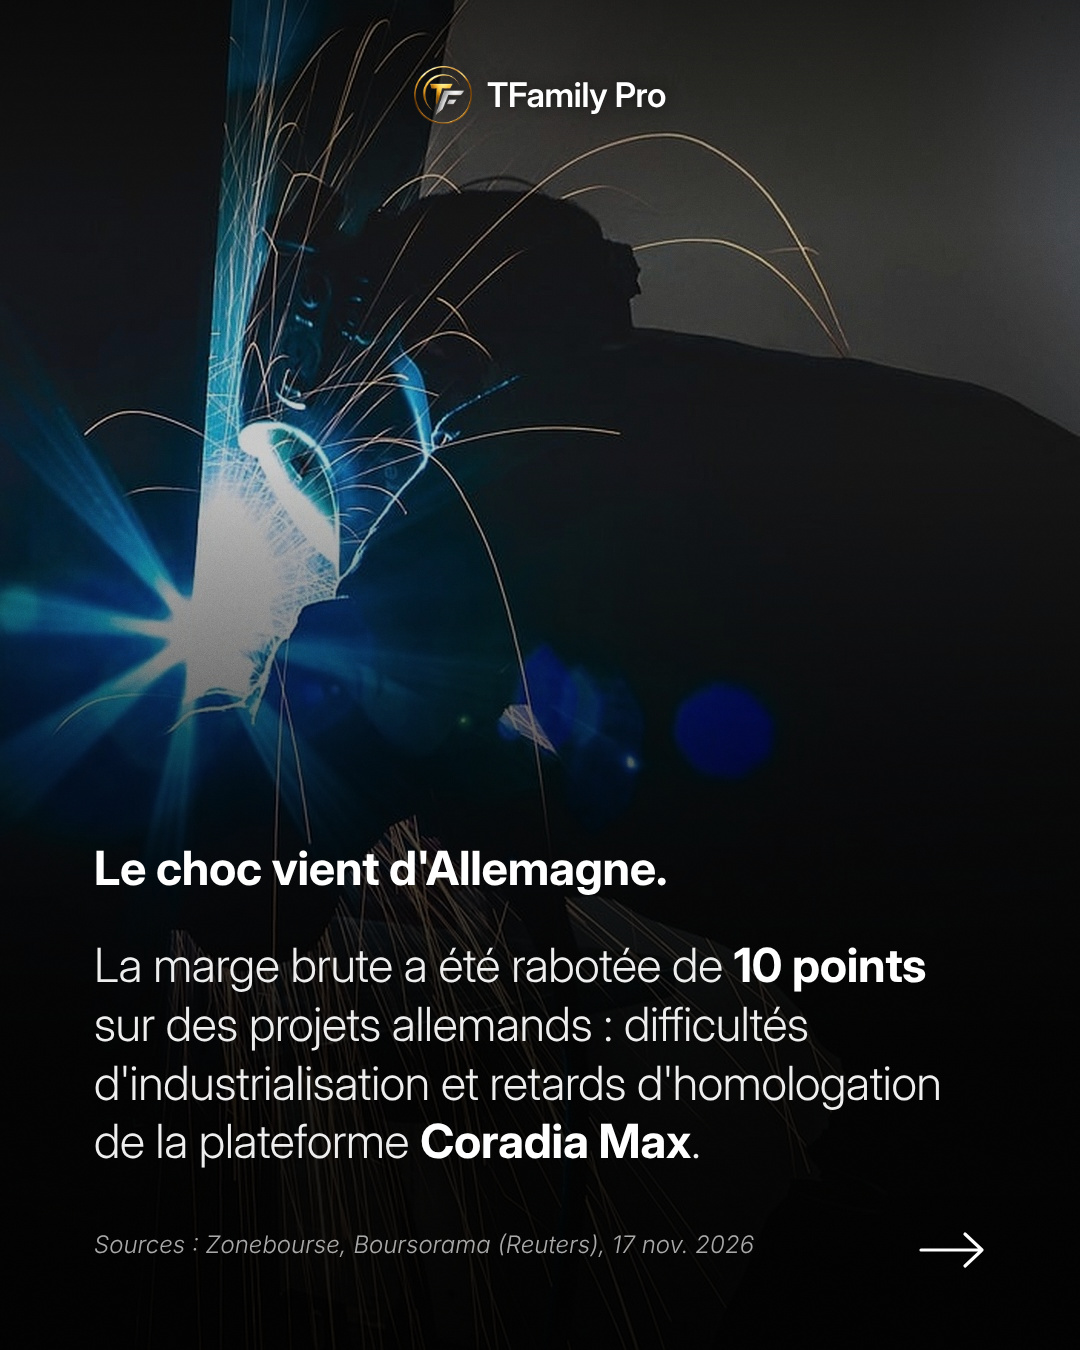 TF TFamily Pro
Le choc vient d'Allemagne.
La marge brute a été rabotée de 10 points
sur des projets allemands : difficultés
d'industrialisation et retards d'homologation
de la plateforme Coradia Max.
Sources : Zonebourse, Boursorama (Reuters), 17 nov. 2026